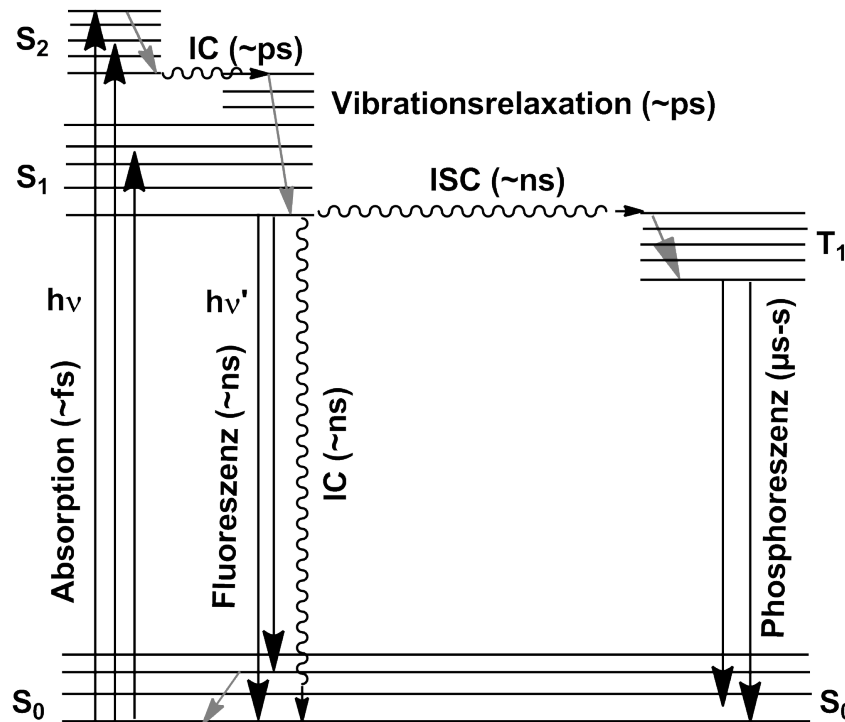 S2
IC (~ps)
Vibrationsrelaxation (~ps)
S1
ISC (~ns)
T1
hν
hν'
Absorption (~fs)
Fluoreszenz (~ns)
IC (~ns)
Phosphoreszenz (µs-s)
S0
S0